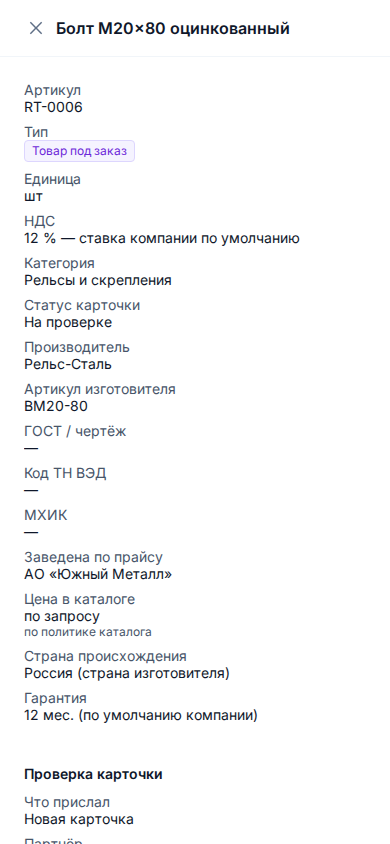 Болт М20×80 оцинкованный
Артикул
RT-0006
Тип
Товар под заказ
Единица
шт
НДС
12 % — ставка компании по умолчанию
Категория
Рельсы и скрепления
Статус карточки
На проверке
Производитель
Рельс-Сталь
Артикул изготовителя
BM20-80
ГОСТ / чертёж
—
Код ТН ВЭД
—
МХИК
—
Заведена по прайсу
АО «Южный Металл»
Цена в каталоге
по запросу
по политике каталога
Страна происхождения
Россия (страна изготовителя)
Гарантия
12 мес. (по умолчанию компании)
Проверка карточки
Что прислал
Новая карточка
Партнёр